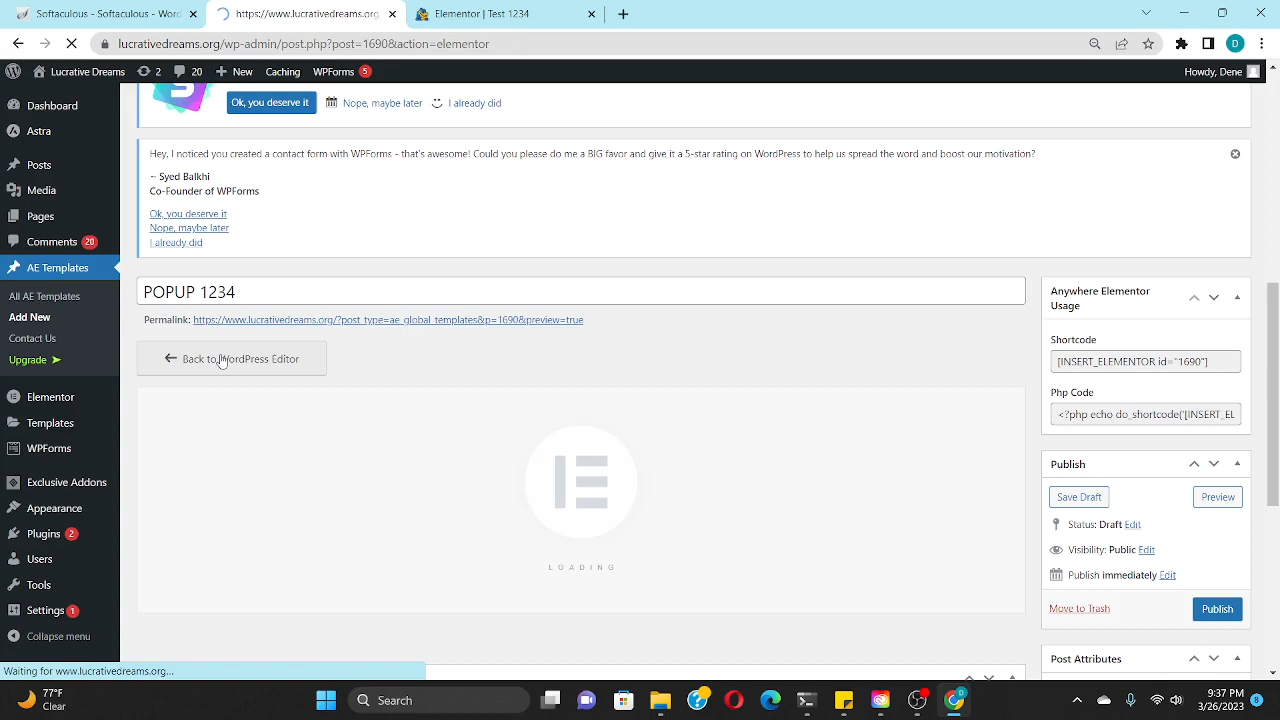 Softaculous - Softaculous - Wor
https://www.lucrativedreams.org,
Elementor | Test 1234
lucrativedreams.org/wp-admin/post.php?post=1690&action=elementor
Lucrative Dreams
2
20
New
Caching
WPForms
5
Howdy, Dene
Dashboard
Astra
Posts
Media
Pages
Comments 20
AE Templates
All AE Templates
Add New
Contact Us
Upgrade
Elementor
Templates
WPForms
Exclusive Addons
Appearance
Plugins 2
Users
Tools
Settings 1
Collapse menu
Ok, you deserve it
Nope, maybe later
I already did
Hey, I noticed you created a contact form with WPForms - that's awesome! Could you please do me a BIG favor and give it a 5-star rating on WordPress to help us spread the word and boost our motivation?
~ Syed Balkhi
Co-Founder of WPForms
Ok, you deserve it
Nope, maybe later
I already did
POPUP 1234
Permalink: https://www.lucrativedreams.org/?post_type=ae_global_templates&p=1690&preview=true
Back to WordPress Editor
LOADING
Anywhere Elementor
Usage
Shortcode
[INSERT_ELEMENTOR id="1690"]
Php Code
<?php echo do_shortcode('[INSERT_EL
Publish
Save Draft
Preview
Status: Draft Edit
Visibility: Public Edit
Publish immediately Edit
Move to Trash
Publish
Post Attributes
Waiting for www.lucrativedreams.org...
77°F
Clear
Search
9:37 PM
3/26/2023
8